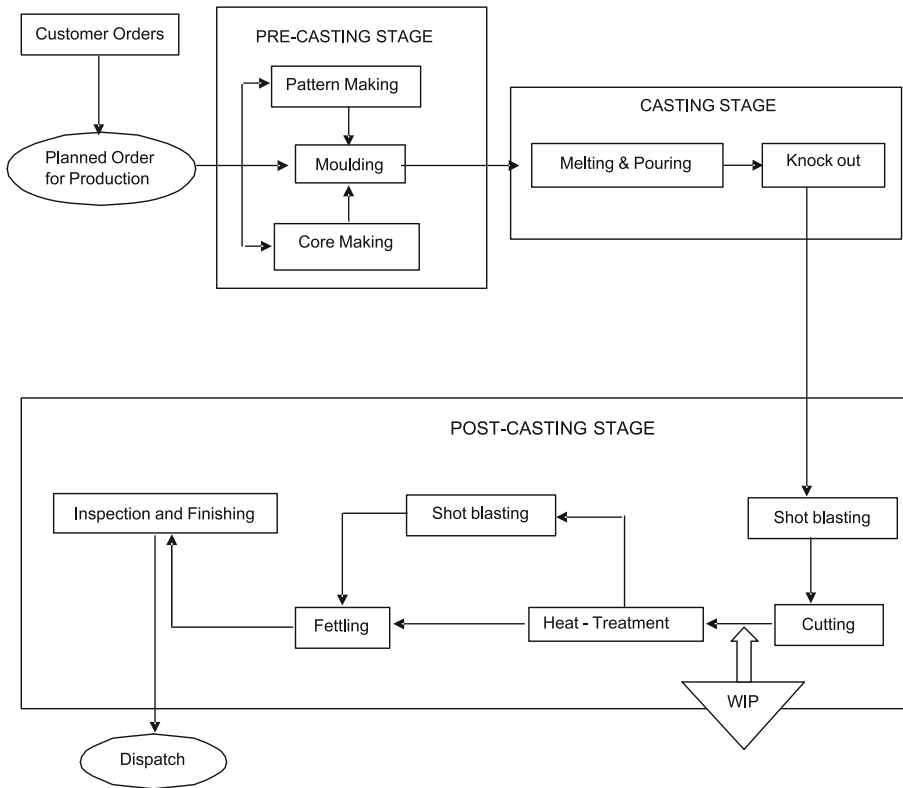 Customer Orders
Planned Order
for Production
PRE-CASTING STAGE
Pattern Making
Moulding
Core Making
CASTING STAGE
Melting & Pouring
Knock out
POST-CASTING STAGE
Inspection and Finishing
Shot blasting
Shot blasting
Fettling
Heat - Treatment
Cutting
WIP
Dispatch